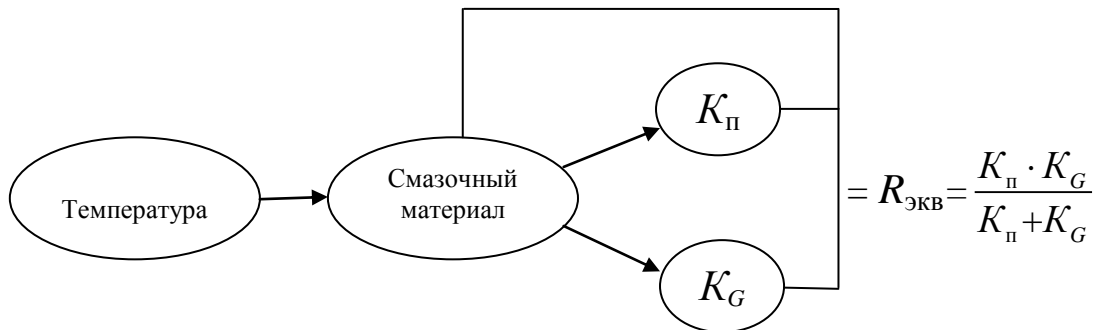 Температура
Смазочный
материал
Kп
KG
= Rэкв= Kп · KG
Kп+KG